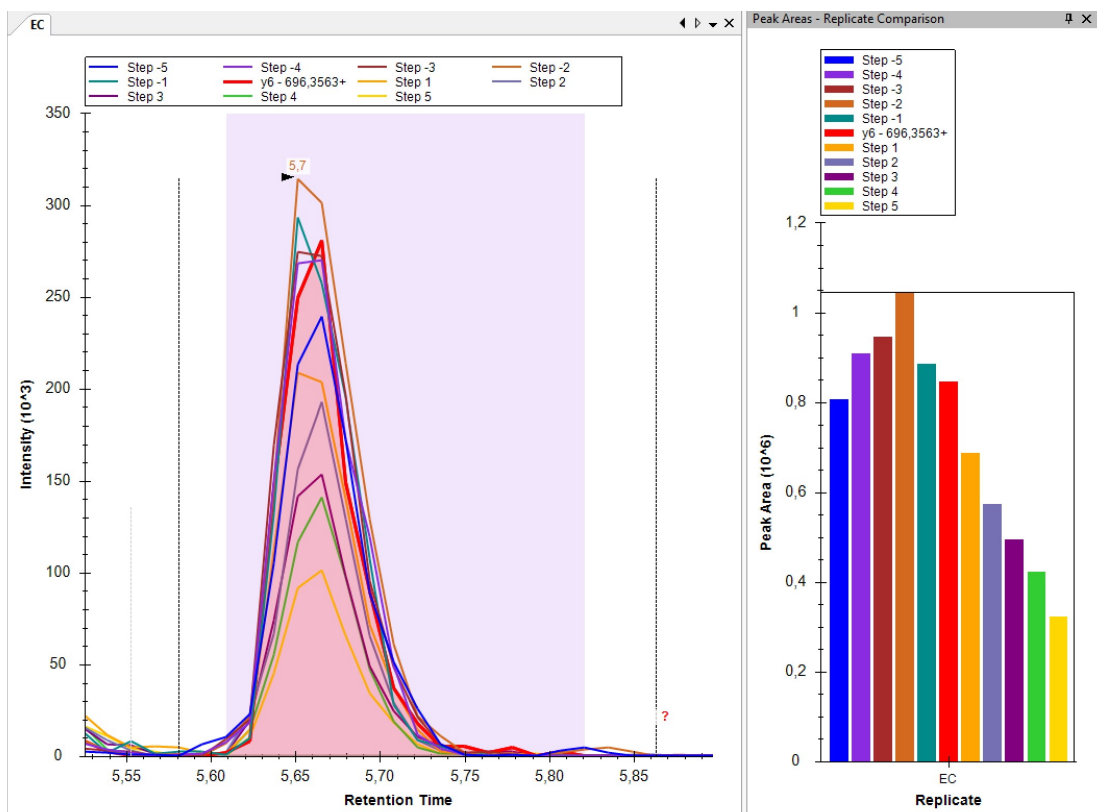 EC
Peak Areas - Replicate Comparison
Step -5 Step -4 Step -3 Step -2
Step -1 y6 - 696,3563+ Step 1 Step 2
Step 3 Step 4 Step 5
350
300
250
200
150
100
50
0
Intensity (10^3)
5,7
?
5,55 5,60 5,65 5,70 5,75 5,80 5,85
Retention Time
Step -5
Step -4
Step -3
Step -2
Step -1
y6 - 696,3563+
Step 1
Step 2
Step 3
Step 4
Step 5
1,2
1
0,8
0,6
0,4
0,2
0
Peak Area (10^6)
EC
Replicate